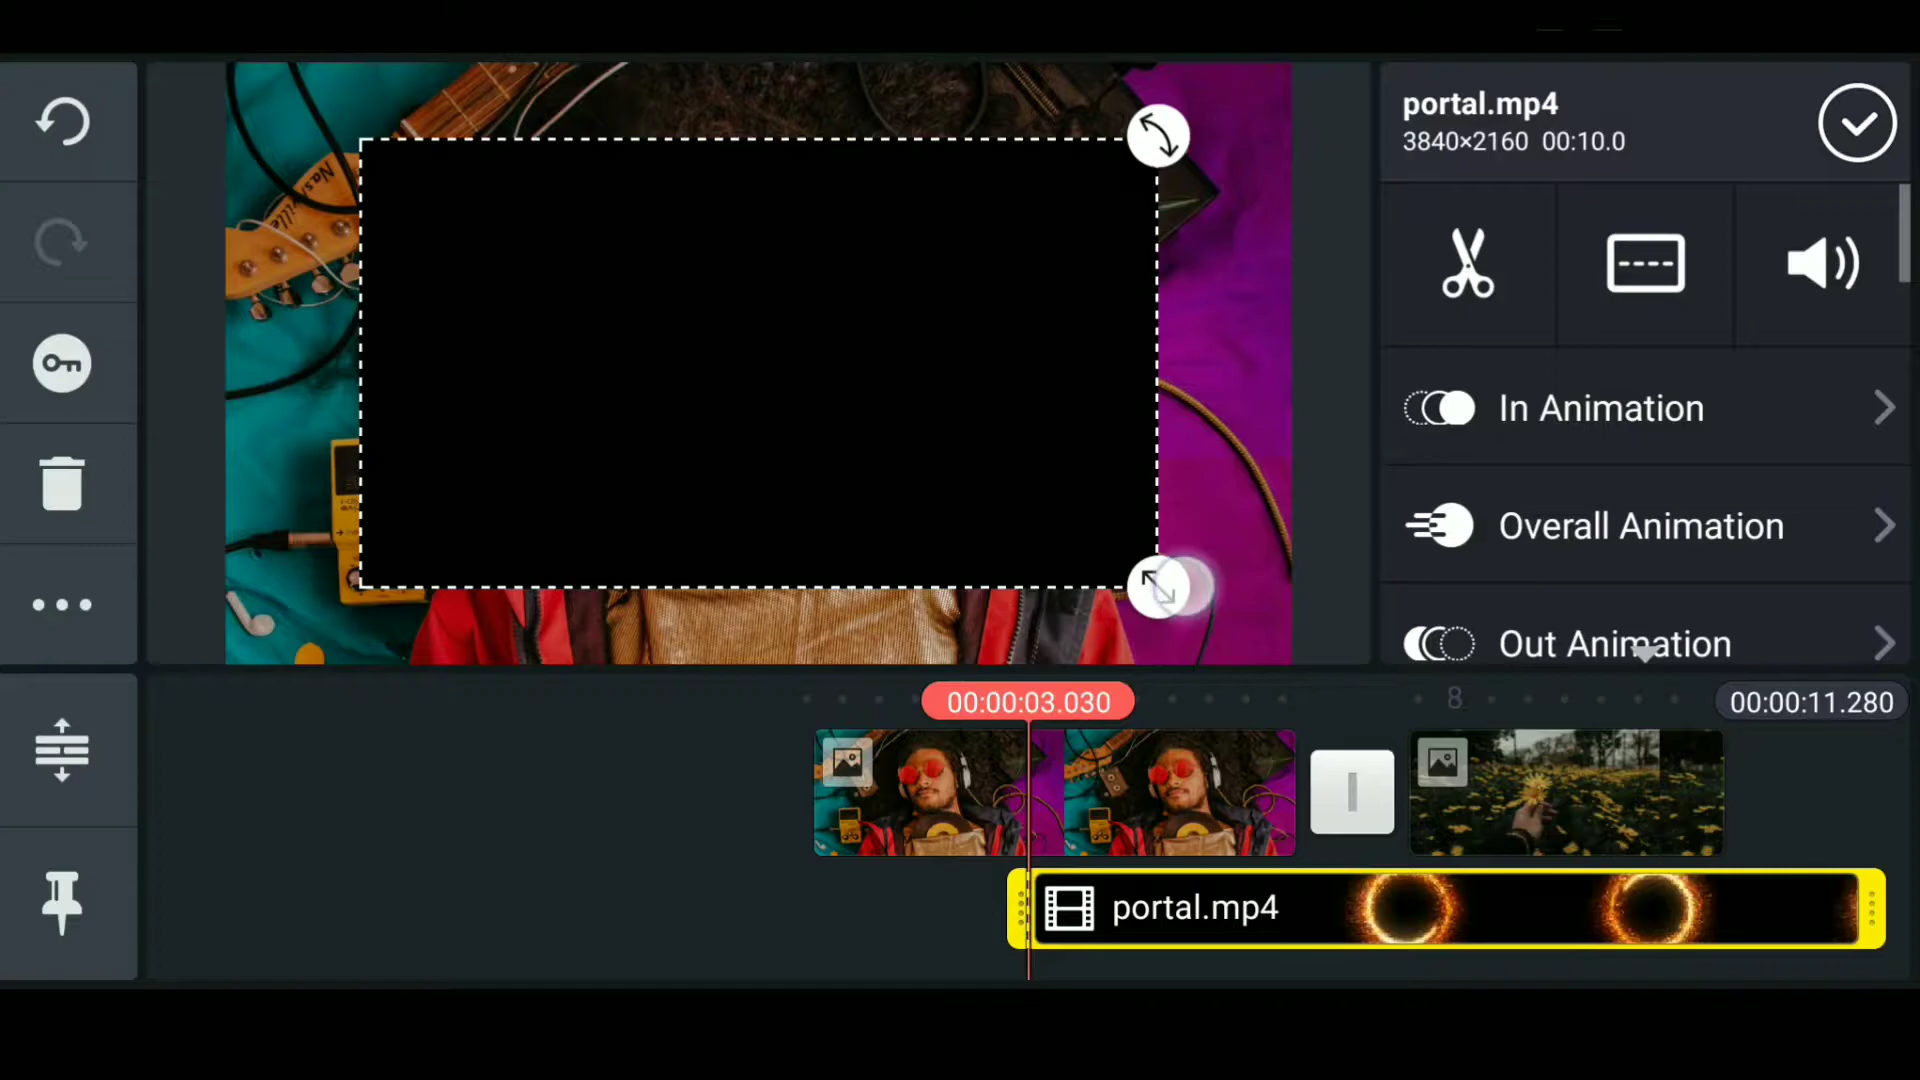 portal.mp4
3840×2160 00:10.0
Nashville
In Animation
Overall Animation
Out Animation
00:00:03.030
8
00:00:11.280
portal.mp4